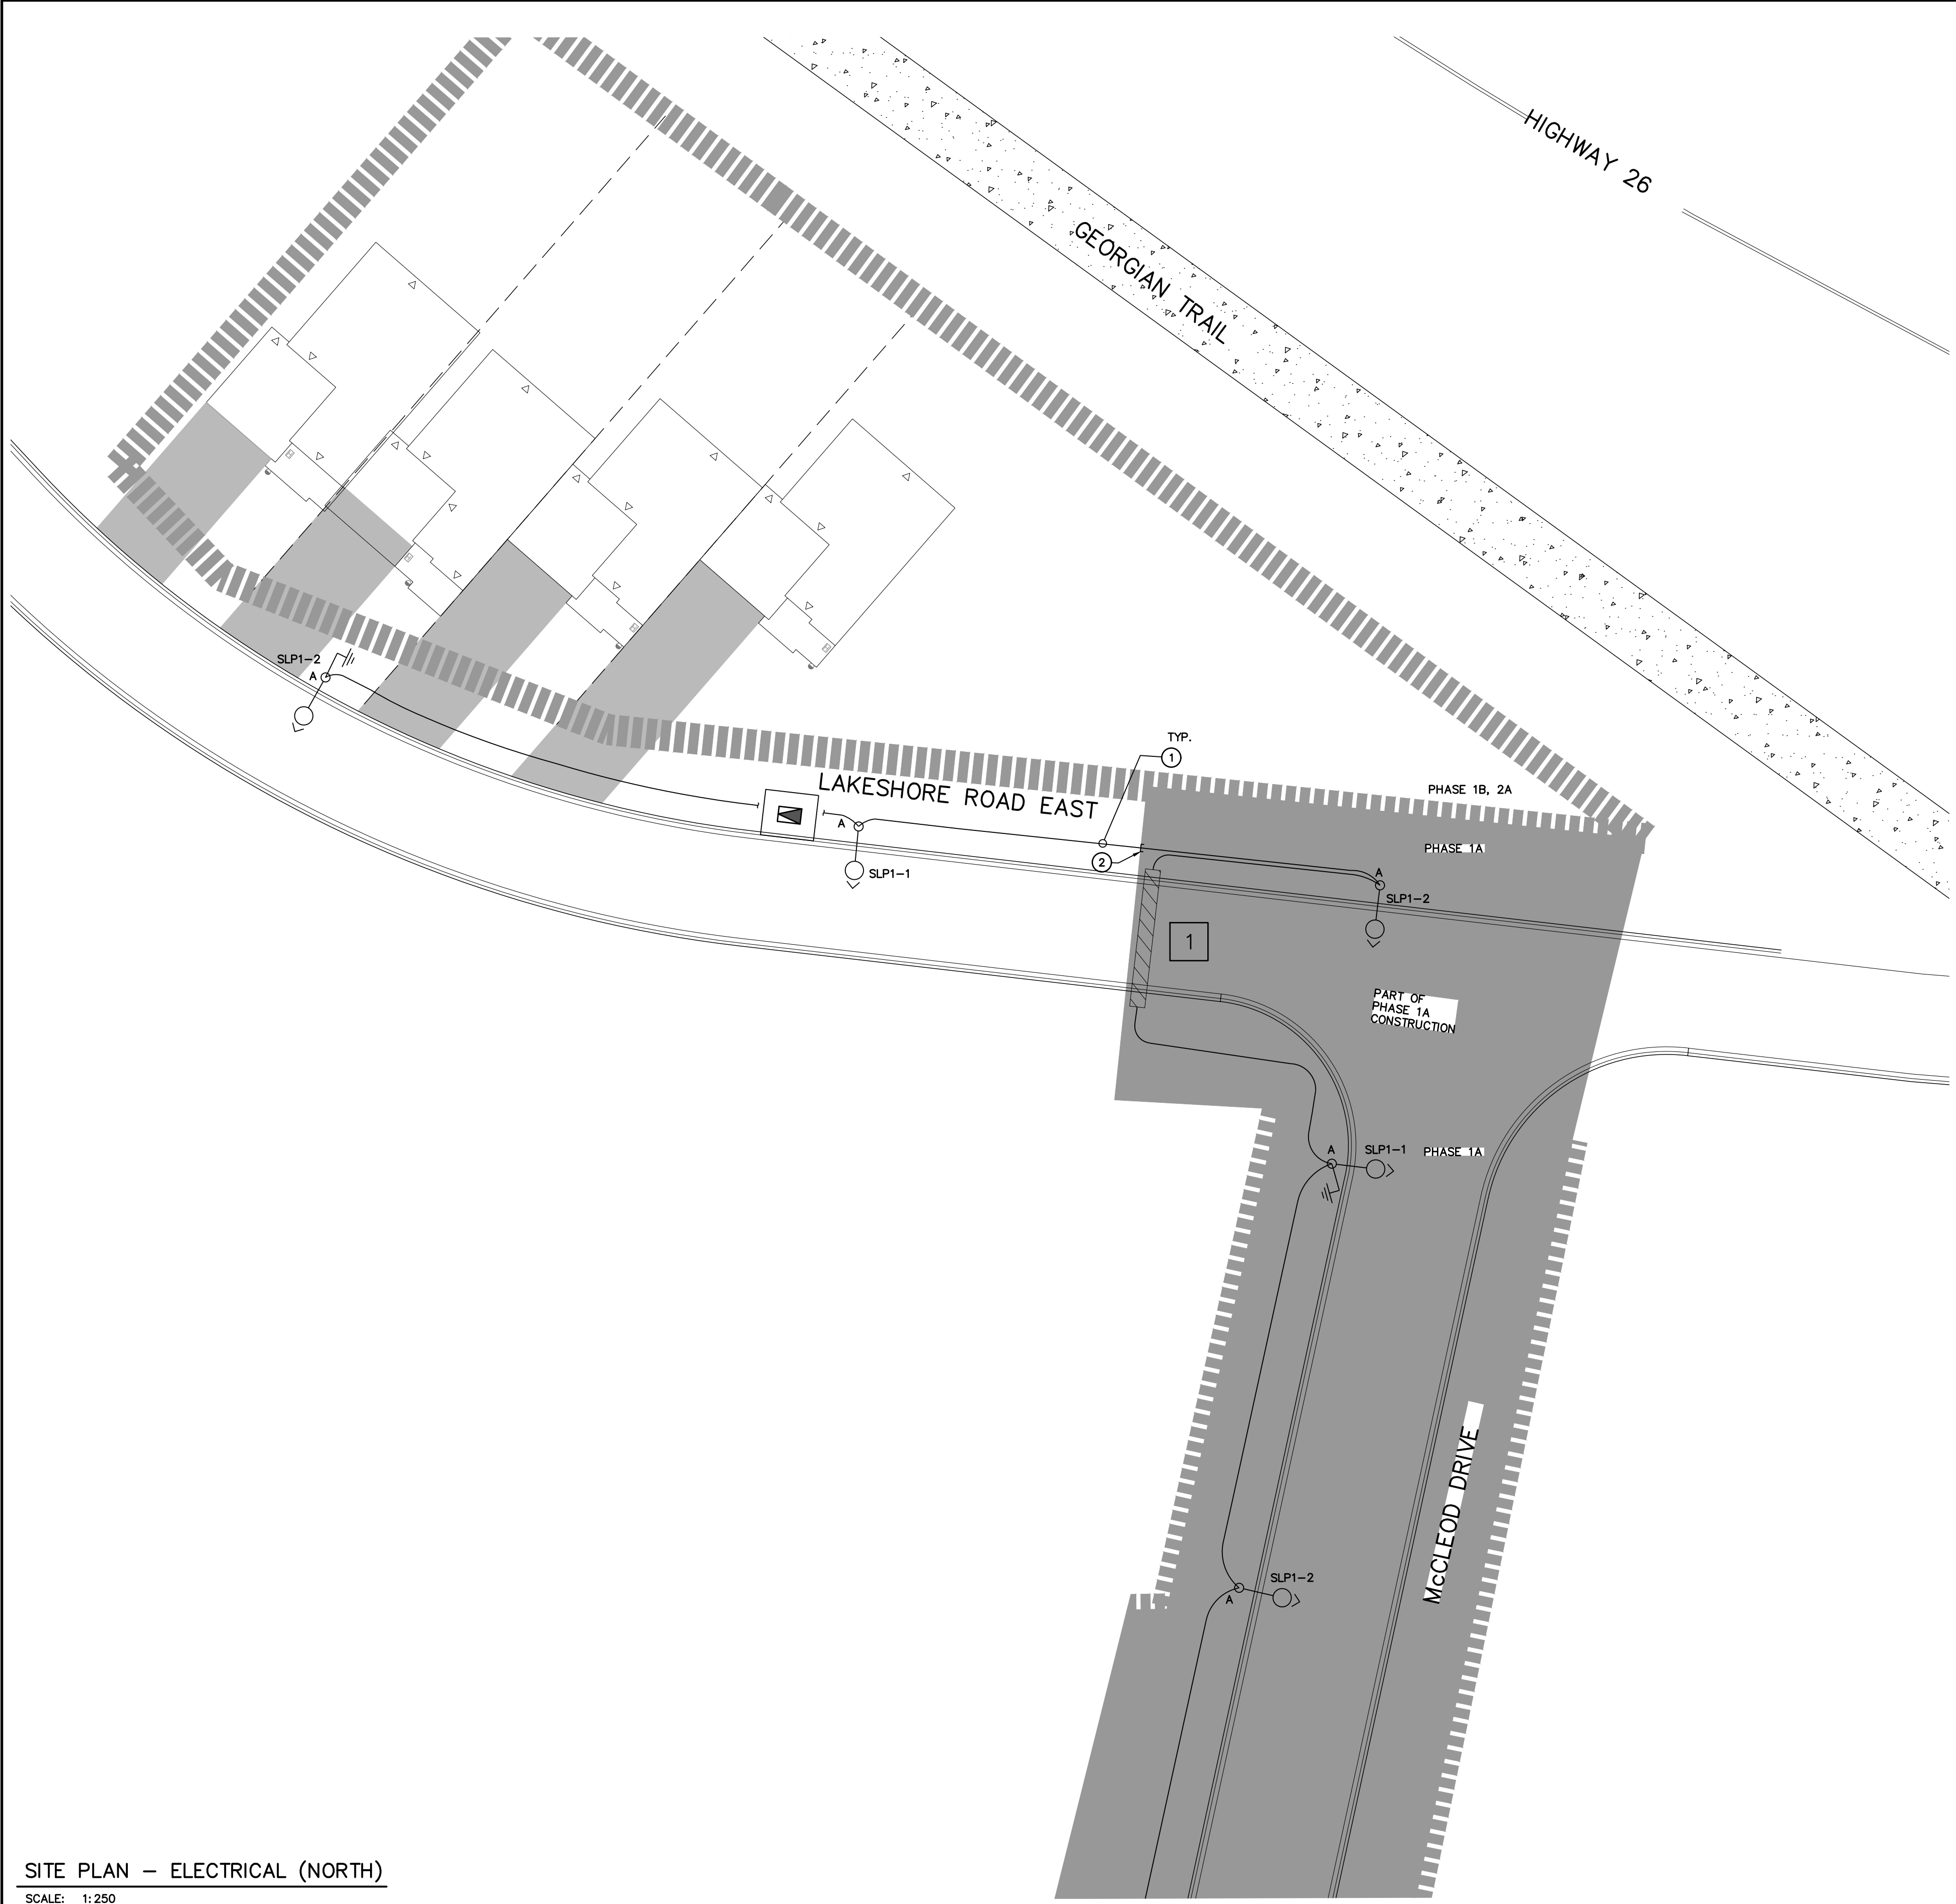 HIGHWAY 26
GEORGIAN TRAIL
SLP1-2
A
TYP.
1
LAKESHORE ROAD EAST
PHASE 1B, 2A
A
2
PHASE 1A
SLP1-1
A
SLP1-2
1
PART OF
PHASE 1A
CONSTRUCTION
A
SLP1-1
PHASE 1A
McCLEOD DRIVE
SLP1-2
A
SITE PLAN – ELECTRICAL (NORTH)
SCALE: 1:250